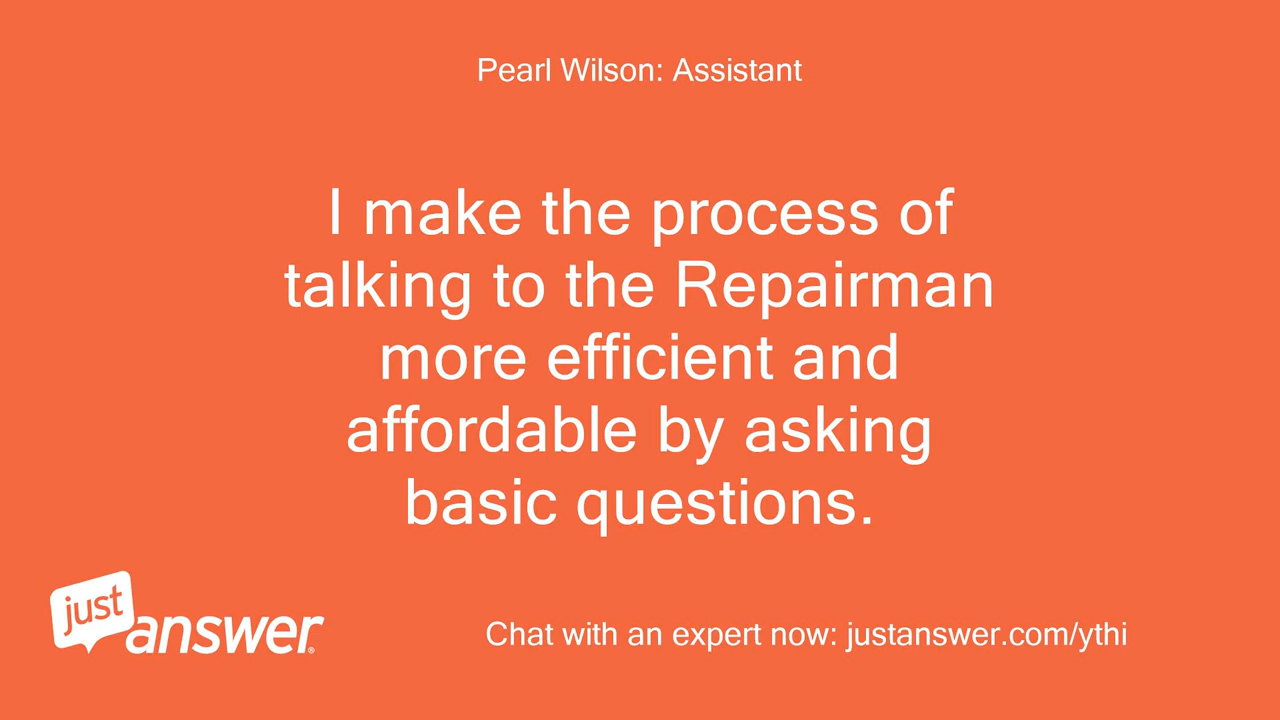 Pearl Wilson: Assistant
I make the process of
talking to the Repairman
more efficient and
affordable by asking
basic questions.
just
answer®
Chat with an expert now: justanswer.com/ythi